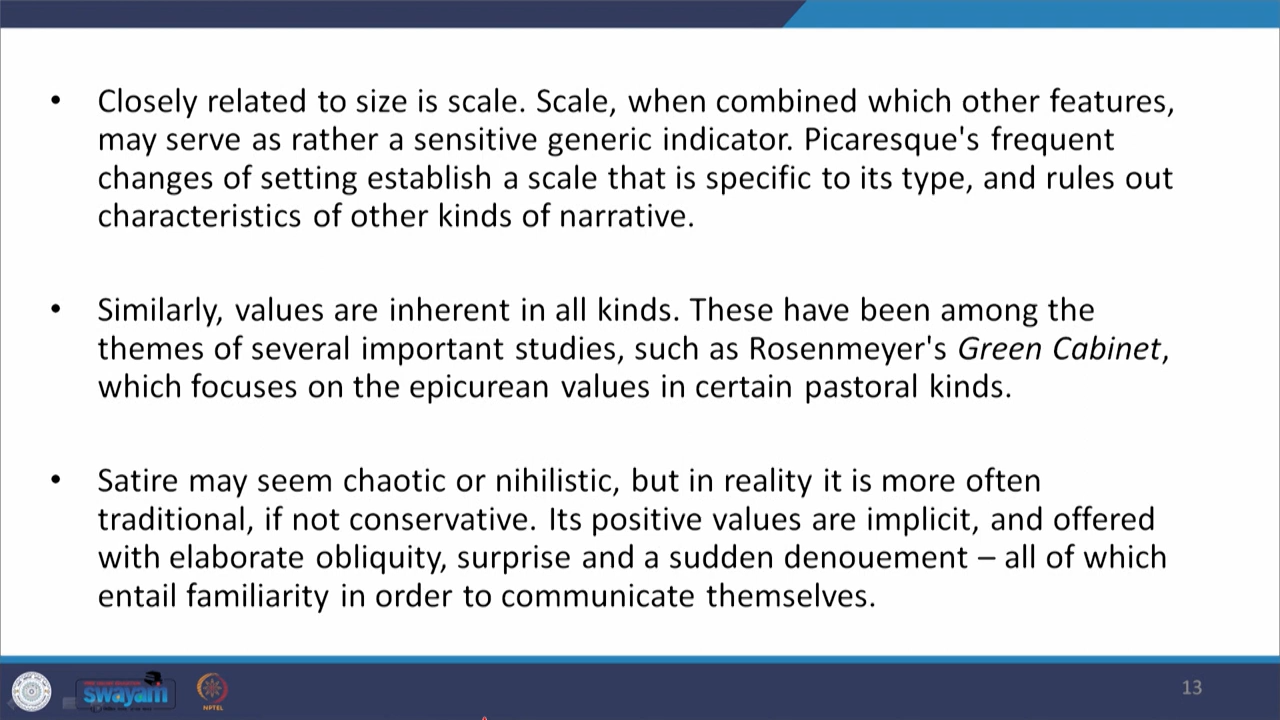 • Closely related to size is scale. Scale, when combined which other features,
may serve as rather a sensitive generic indicator. Picaresque's frequent
changes of setting establish a scale that is specific to its type, and rules out
characteristics of other kinds of narrative.
• Similarly, values are inherent in all kinds. These have been among the
themes of several important studies, such as Rosenmeyer's Green Cabinet,
which focuses on the epicurean values in certain pastoral kinds.
• Satire may seem chaotic or nihilistic, but in reality it is more often
traditional, if not conservative. Its positive values are implicit, and offered
with elaborate obliquity, surprise and a sudden denouement – all of which
entail familiarity in order to communicate themselves.
swayam
NPTEL
13